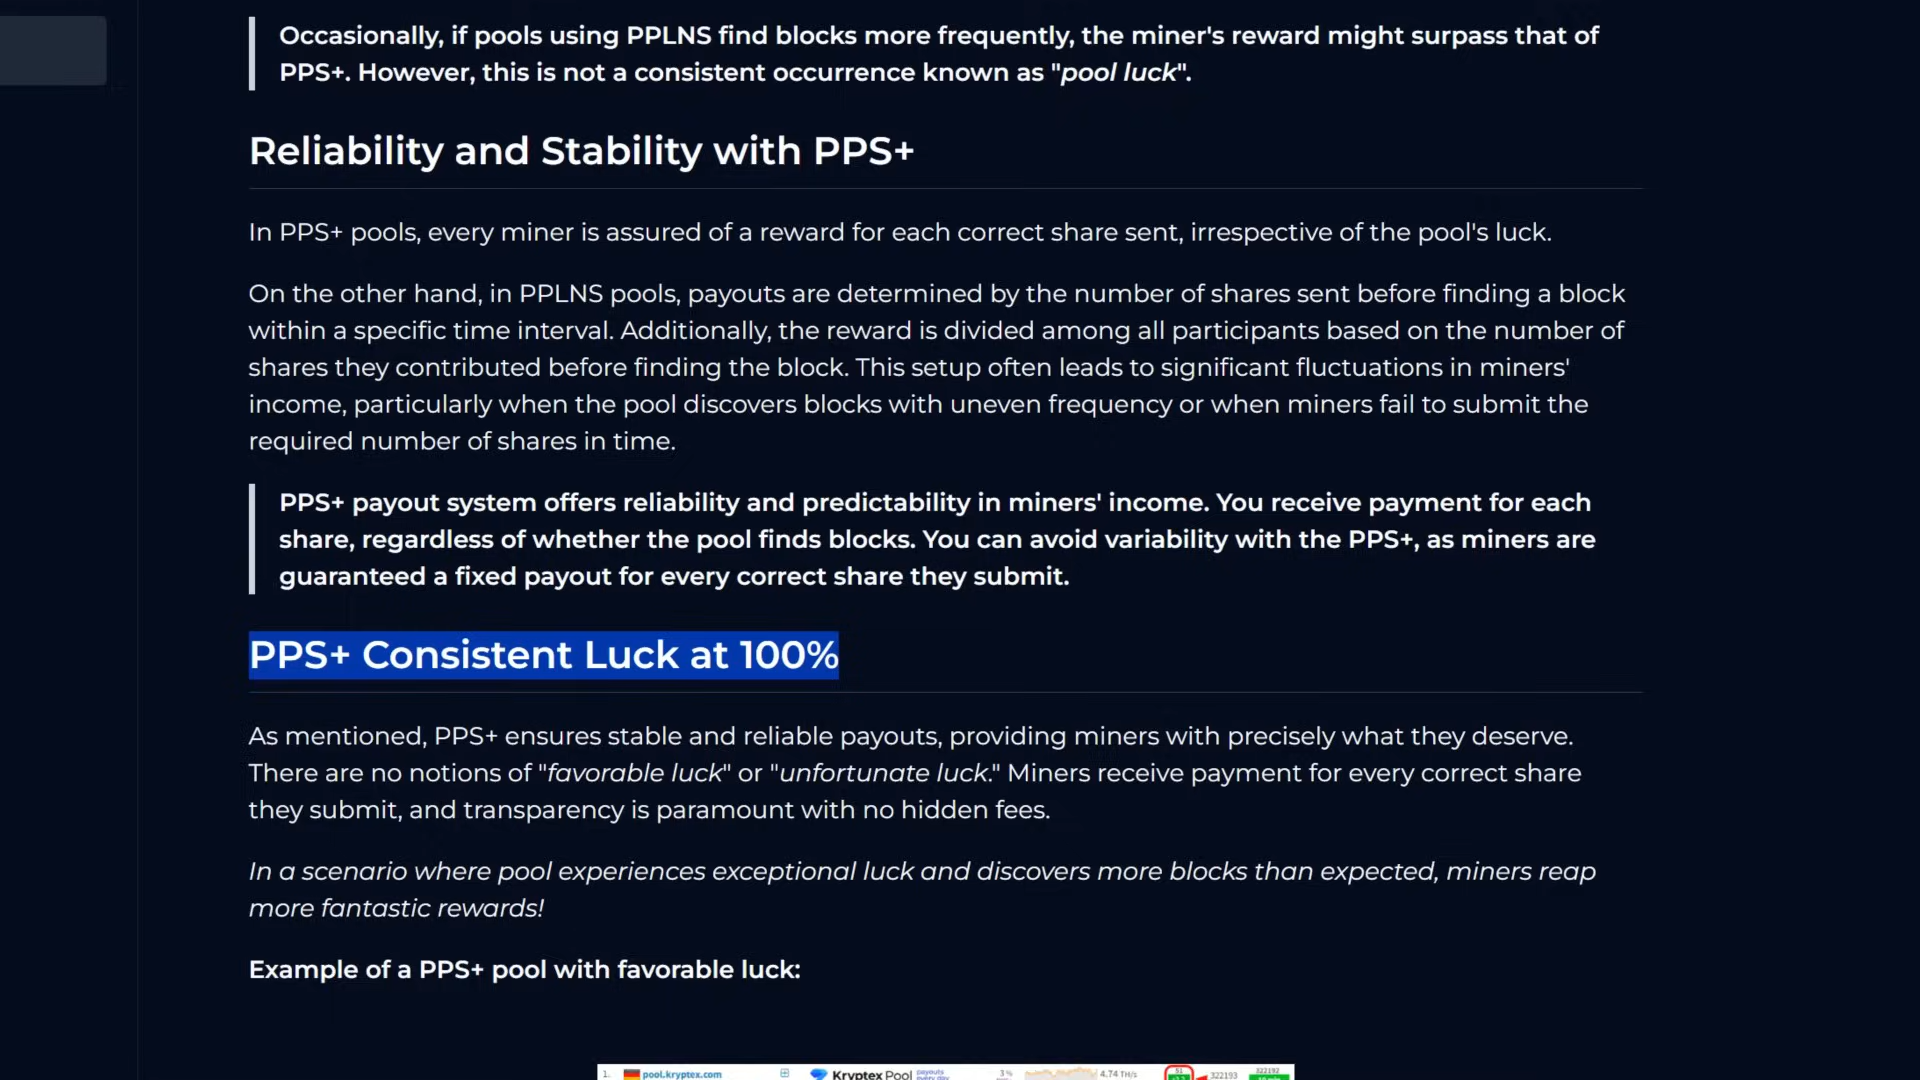 Occasionally, if pools using PPLNS find blocks more frequently, the miner's reward might surpass that of
PPS+. However, this is not a consistent occurrence known as "pool luck".
Reliability and Stability with PPS+
In PPS+ pools, every miner is assured of a reward for each correct share sent, irrespective of the pool's luck.
On the other hand, in PPLNS pools, payouts are determined by the number of shares sent before finding a block
within a specific time interval. Additionally, the reward is divided among all participants based on the number of
shares they contributed before finding the block. This setup often leads to significant fluctuations in miners'
income, particularly when the pool discovers blocks with uneven frequency or when miners fail to submit the
required number of shares in time.
PPS+ payout system offers reliability and predictability in miners' income. You receive payment for each
share, regardless of whether the pool finds blocks. You can avoid variability with the PPS+, as miners are
guaranteed a fixed payout for every correct share they submit.
PPS+ Consistent Luck at 100%
As mentioned, PPS+ ensures stable and reliable payouts, providing miners with precisely what they deserve.
There are no notions of "favorable luck" or "unfortunate luck." Miners receive payment for every correct share
they submit, and transparency is paramount with no hidden fees.
In a scenario where pool experiences exceptional luck and discovers more blocks than expected, miners reap
more fantastic rewards!
Example of a PPS+ pool with favorable luck:
1. pool.kryptex.com Kryptex Pool payouts every day 3% 4.74 TH/s 51 322193 322192